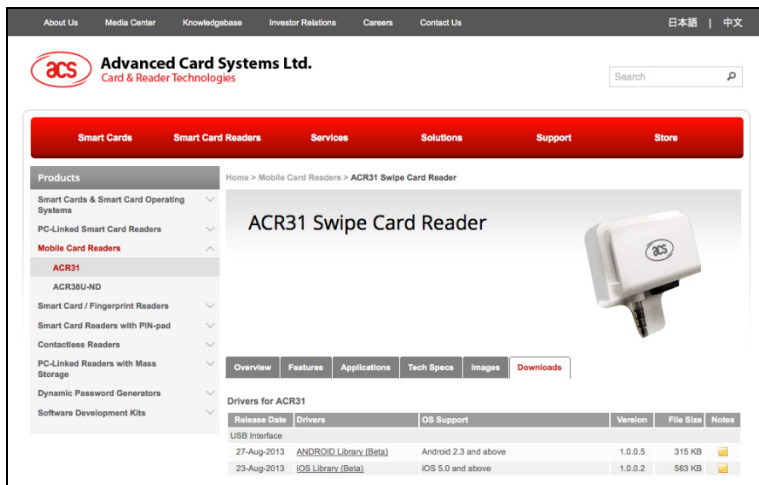 About Us Media Center Knowledgebase Investor Relations Careers Contact Us 日本語 | 中文
acs
Advanced Card Systems Ltd.
Card & Reader Technologies
Search
Smart Cards Smart Card Readers Services Solutions Support Store
Products
Smart Cards & Smart Card Operating
Systems
PC-Linked Smart Card Readers
Mobile Card Readers
ACR31
ACR38U-ND
Smart Card / Fingerprint Readers
Smart Card Readers with PIN-pad
Contactless Readers
PC-Linked Readers with Mass
Storage
Dynamic Password Generators
Software Development Kits
Home > Mobile Card Readers > ACR31 Swipe Card Reader
ACR31 Swipe Card Reader
acs
Overview Features Applications Tech Specs Images Downloads
Drivers for ACR31
Release Date Drivers OS Support Version File Size Notes
USB Interface
27-Aug-2013 ANDROID Library (Beta) Android 2.3 and above 1.0.0.5 315 KB
23-Aug-2013 iOS Library (Beta) iOS 5.0 and above 1.0.0.2 563 KB